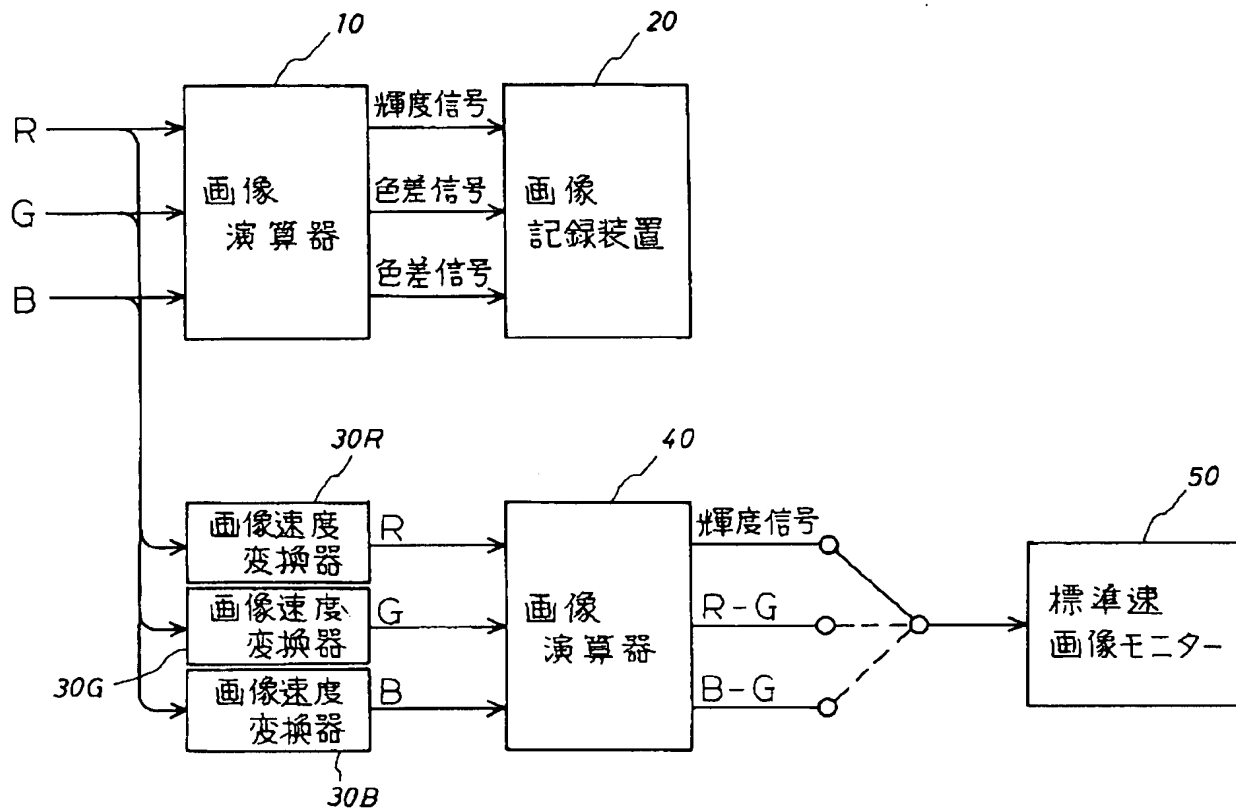 10
20
R
G
B
画像
演算器
輝度信号
色差信号
色差信号
画像
記録装置
30R
40
50
画像速度
変換器
R
画像速度
変換器
G
画像速度
変換器
B
30G
30B
画像
演算器
輝度信号
R-G
B-G
標準速
画像モニター